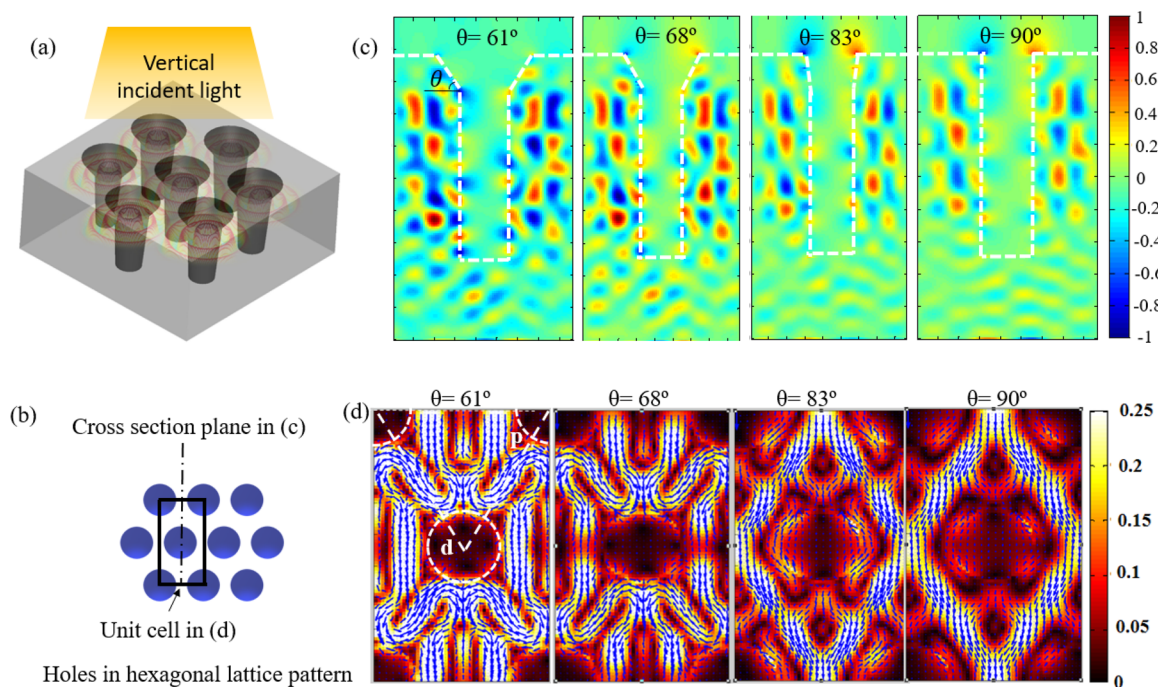 (a)
Vertical
incident light
(c)
θ= 61º
θ= 68º
θ= 83º
θ= 90º
θ
1
0.8
0.6
0.4
0.2
0
-0.2
-0.4
-0.6
-0.8
-1
(b)
Cross section plane in (c)
Unit cell in (d)
Holes in hexagonal lattice pattern
(d)
θ= 61º
θ= 68º
θ= 83º
θ= 90º
p
d
0.25
0.2
0.15
0.1
0.05
0